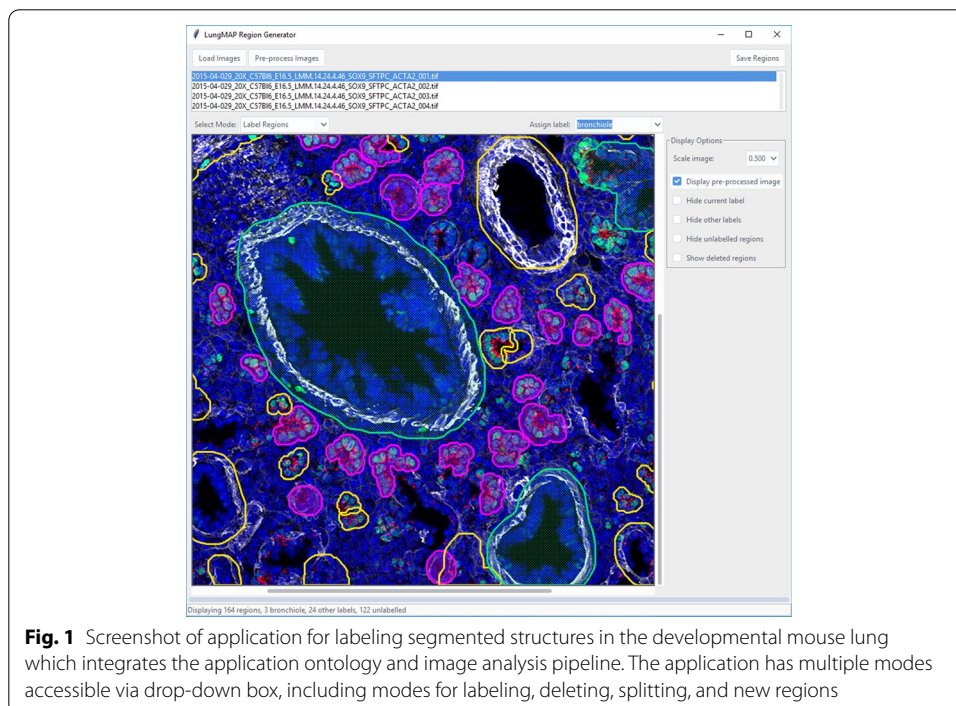 LungMAP Region Generator
Load Images Pre-process Images Save Regions
2015-04-029_20X_C57Bl6_E16.5_LMM.14.24.4.46_SOX9_SFTPC_ACTA2_001.tif
2015-04-029_20X_C57Bl6_E16.5_LMM.14.24.4.46_SOX9_SFTPC_ACTA2_002.tif
2015-04-029_20X_C57Bl6_E16.5_LMM.14.24.4.46_SOX9_SFTPC_ACTA2_003.tif
2015-04-029_20X_C57Bl6_E16.5_LMM.14.24.4.46_SOX9_SFTPC_ACTA2_004.tif
Select Mode: Label Regions Assign label: bronchiole
Display Options
Scale image: 0.500
Display pre-processed image
Hide current label
Hide other labels
Hide unlabelled regions
Show deleted regions
Displaying 164 regions, 3 bronchiole, 24 other labels, 122 unlabelled
Fig. 1 Screenshot of application for labeling segmented structures in the developmental mouse lung
which integrates the application ontology and image analysis pipeline. The application has multiple modes
accessible via drop-down box, including modes for labeling, deleting, splitting, and new regions